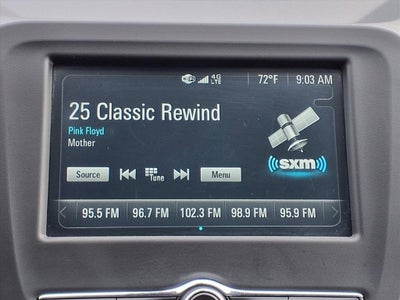 4G LTE 72°F 9:03 AM
25 Classic Rewind
Pink Floyd
Mother
sxm
Source Tune Menu
95.5 FM 96.7 FM 102.3 FM 98.9 FM 95.9 FM